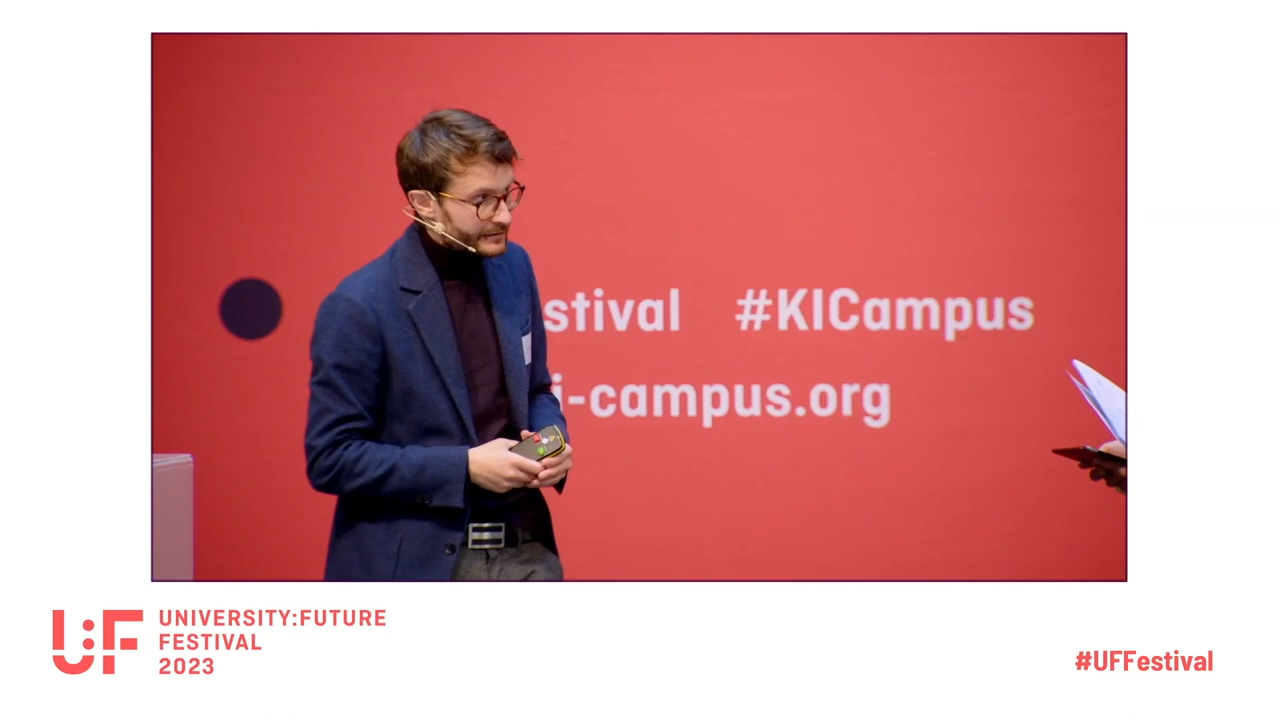 stival #KICampus
i-campus.org
UNIVERSITY:FUTURE
FESTIVAL
2023
U:F
#UFFestival